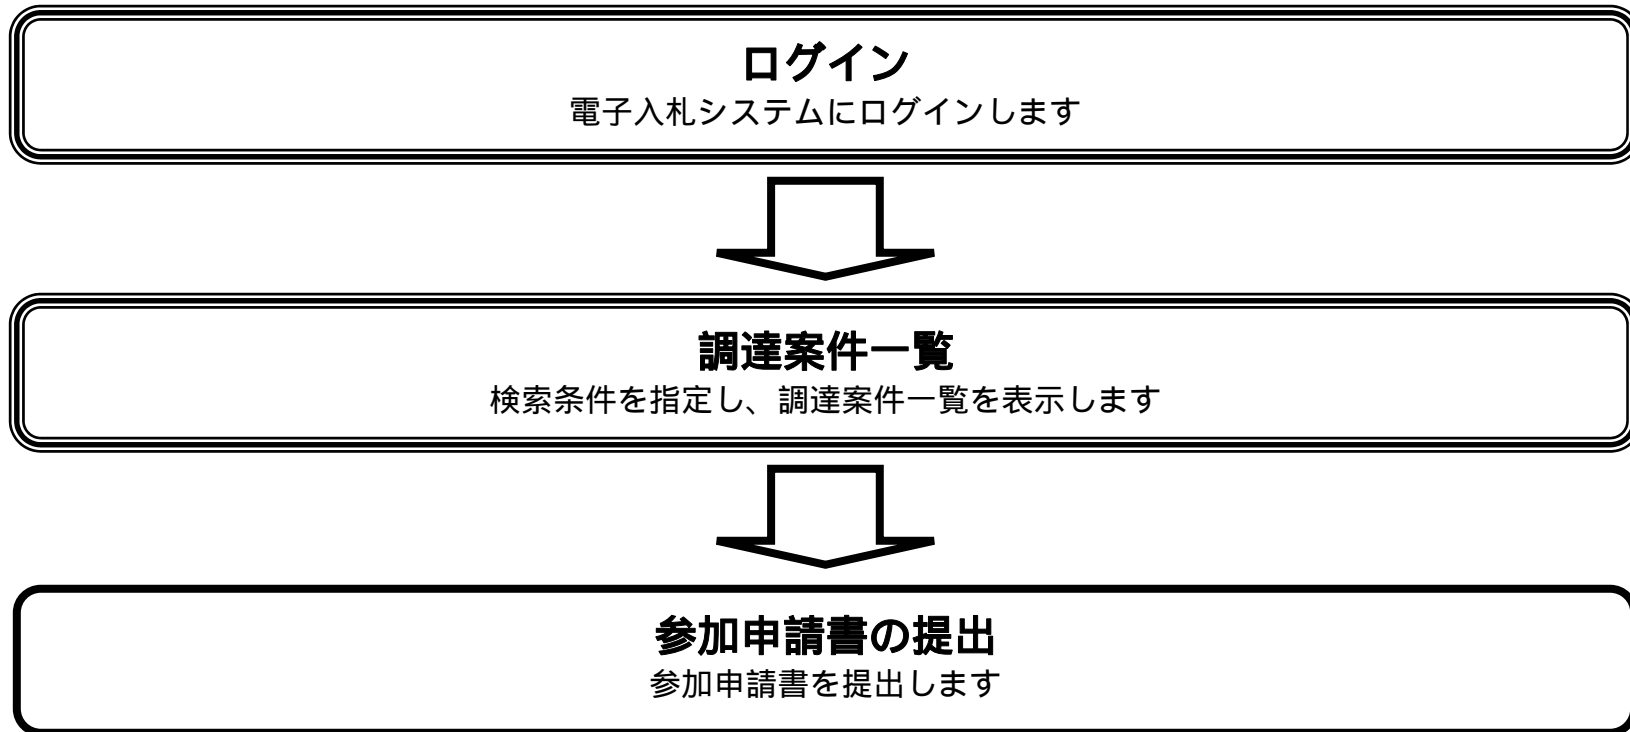 ログイン
電子入札システムにログインします
調達案件一覧
検索条件を指定し、調達案件一覧を表示します
参加申請書の提出
参加申請書を提出します